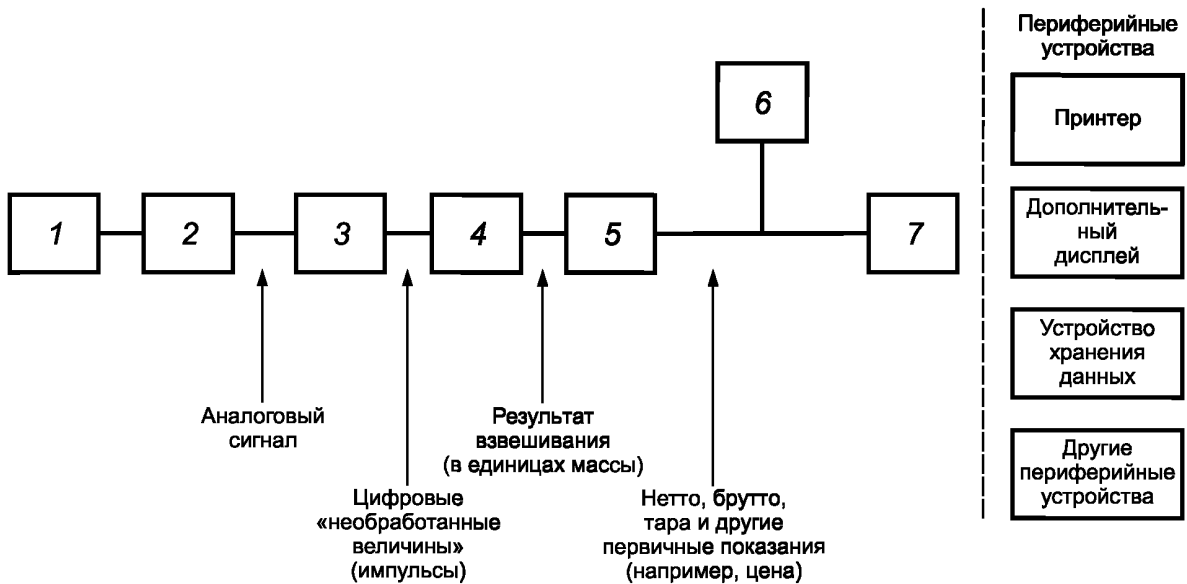 Периферийные
устройства
6
Принтер
1
2
3
4
5
7
Дополнитель-
ный
дисплей
Устройство
хранения
данных
Аналоговый
сигнал
Результат
взвешивания
(в единицах массы)
Другие
периферийные
устройства
Цифровые
«необработанные
величины»
(импульсы)
Нетто, брутто,
тара и другие
первичные показания
(например, цена)